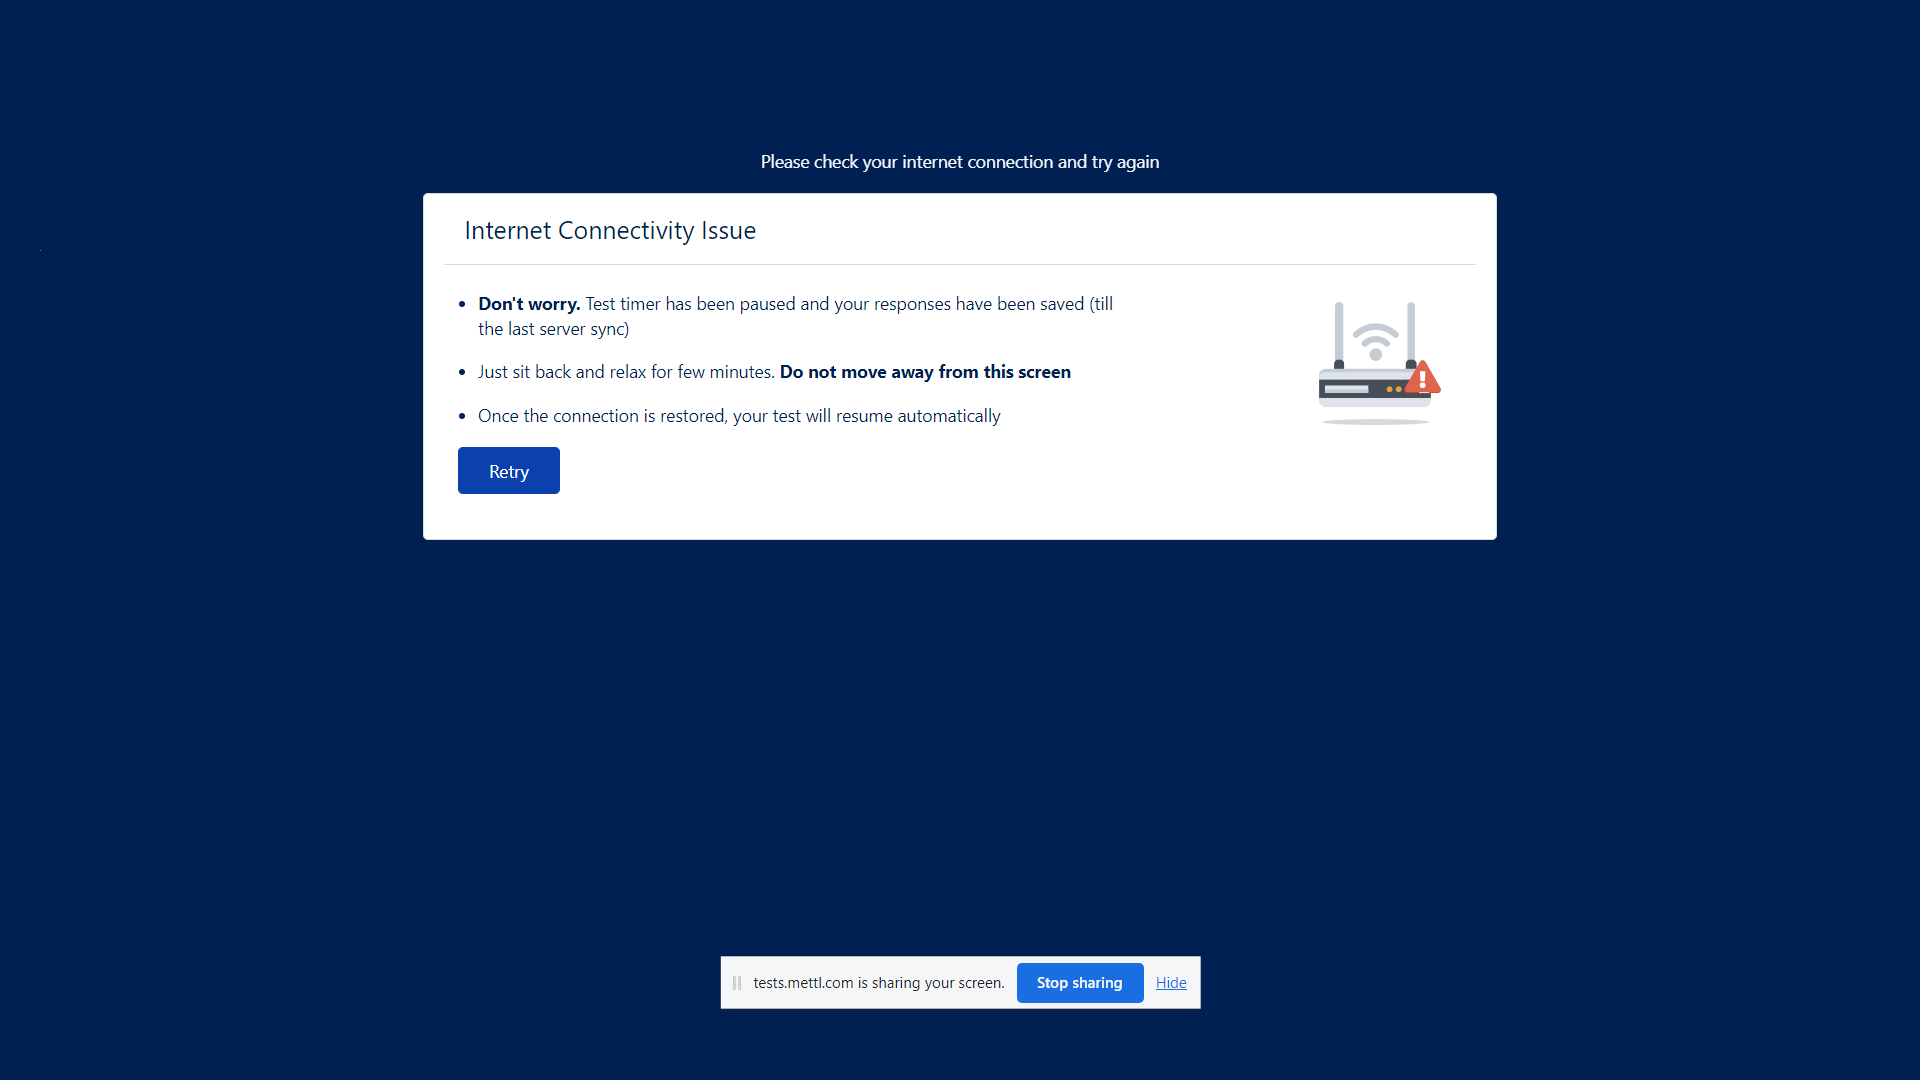 Please check your internet connection and try again
Internet Connectivity Issue
Don't worry. Test timer has been paused and your responses have been saved (till
the last server sync)
Just sit back and relax for few minutes. Do not move away from this screen
Once the connection is restored, your test will resume automatically
Retry
tests.mettl.com is sharing your screen. Stop sharing Hide